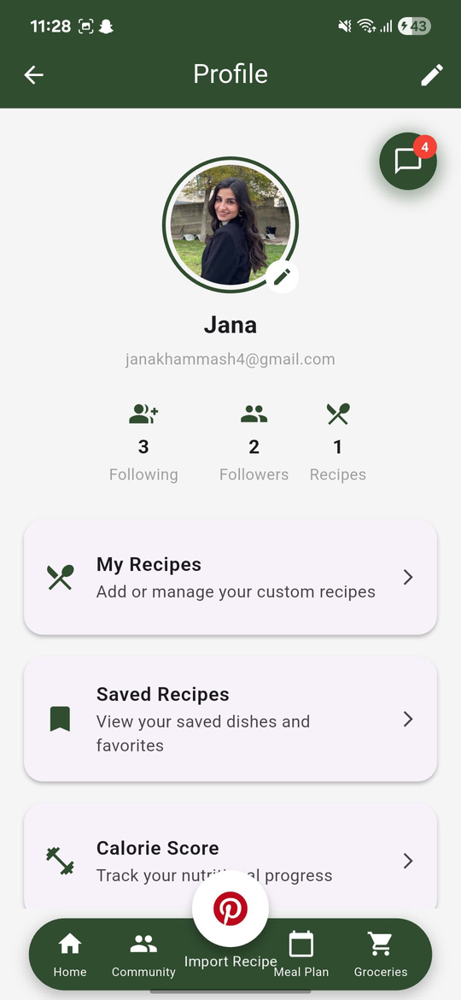 11:28
43
Profile
4
Jana
janakhammash4@gmail.com
3 2 1
Following Followers Recipes
My Recipes
Add or manage your custom recipes
Saved Recipes
View your saved dishes and
favorites
Calorie Score
Track your progress
Home Community Import Recipe Meal Plan Groceries